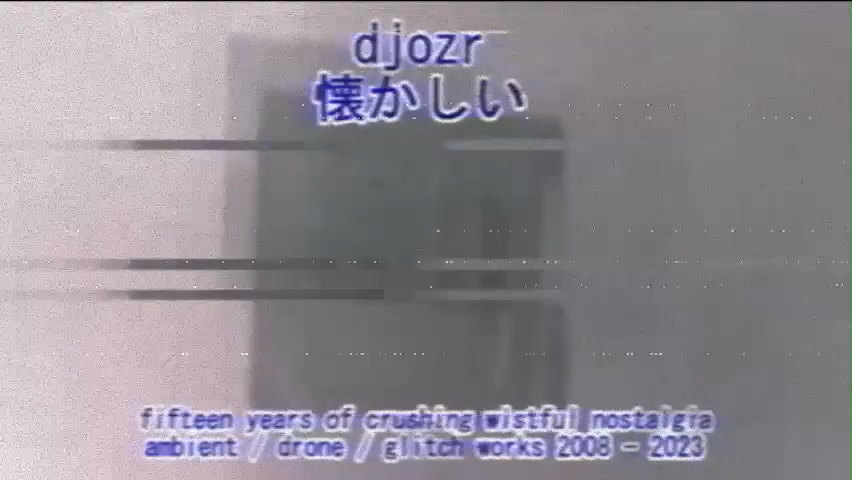 djozr
懐かしい
fifteen years of crushing wistful nostalgia
ambient // drone / glitch works 2008 - 2023